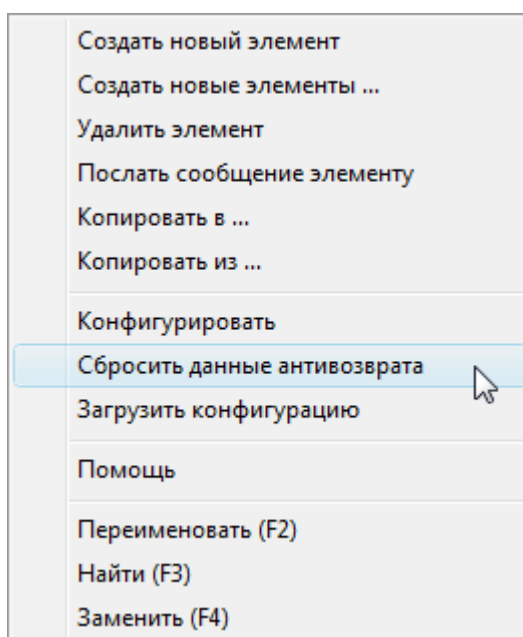 Создать новый элемент
Создать новые элементы ...
Удалить элемент
Послать сообщение элементу
Копировать в ...
Копировать из ...
Конфигурировать
Сбросить данные антивозврата
Загрузить конфигурацию
Помощь
Переименовать (F2)
Найти (F3)
Заменить (F4)